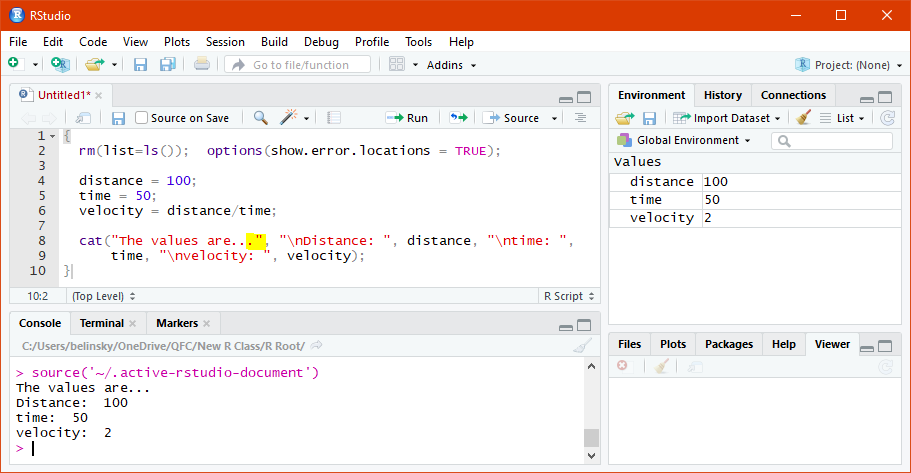 RStudio
File Edit Code View Plots Session Build Debug Profile Tools Help
Go to file/function Addins Project: (None)
Untitled1*
Source on Save Run Source
1 {
2 rm(list=ls()); options(show.error.locations = TRUE);
3
4 distance = 100;
5 time = 50;
6 velocity = distance/time;
7
8 cat("The values are...", "\nDistance: ", distance, "\ntime: ",
9 time, "\nvelocity: ", velocity);
10 }
10:2 (Top Level) R Script
Console Terminal Markers
C:/Users/belinsky/OneDrive/QFC/New R Class/R Root/
> source('~/.active-rstudio-document')
The values are...
Distance:  100
time:  50
velocity:  2
>
Environment History Connections
Import Dataset List
Global Environment
Values
distance 100
time 50
velocity 2
Files Plots Packages Help Viewer